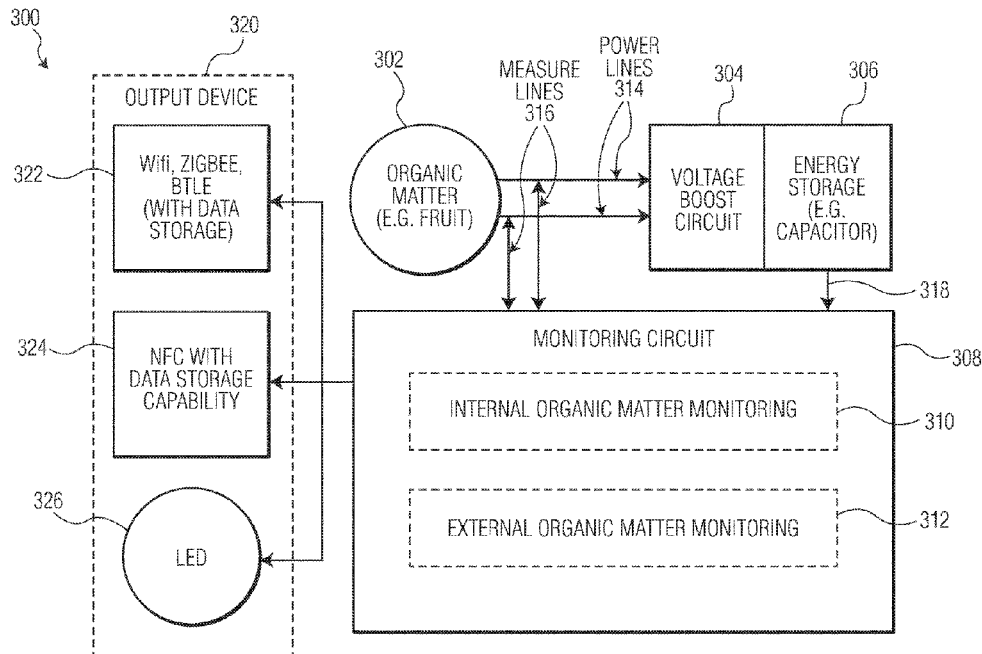 300
320
OUTPUT DEVICE
322
Wifi, ZIGBEE,
BTLE
(WITH DATA
STORAGE)
324
NFC WITH
DATA STORAGE
CAPABILITY
326
LED
302
ORGANIC
MATTER
(E.G. FRUIT)
MEASURE
LINES
316
POWER
LINES
314
304
VOLTAGE
BOOST
CIRCUIT
306
ENERGY
STORAGE
(E.G.
CAPACITOR)
318
MONITORING CIRCUIT
308
INTERNAL ORGANIC MATTER MONITORING
310
EXTERNAL ORGANIC MATTER MONITORING
312